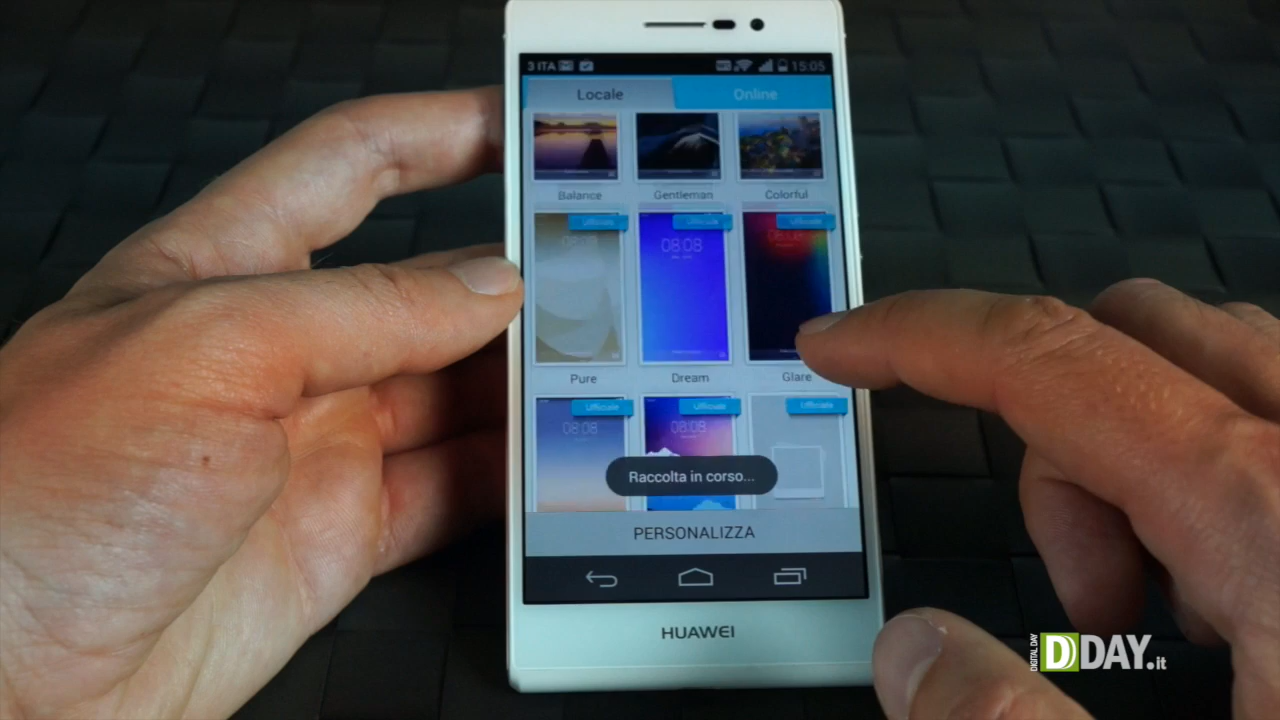 3 ITA 15:05
Locale Online
Balance Gentleman Colorful
Ufficiale Ufficiale Ufficiale
08:08 08:08
Pure Dream Glare
Ufficiale Ufficiale Ufficiale
08:08 08:08
Raccolta in corso...
PERSONALIZZA
HUAWEI
DIGITAL DAY
D DDAY.it